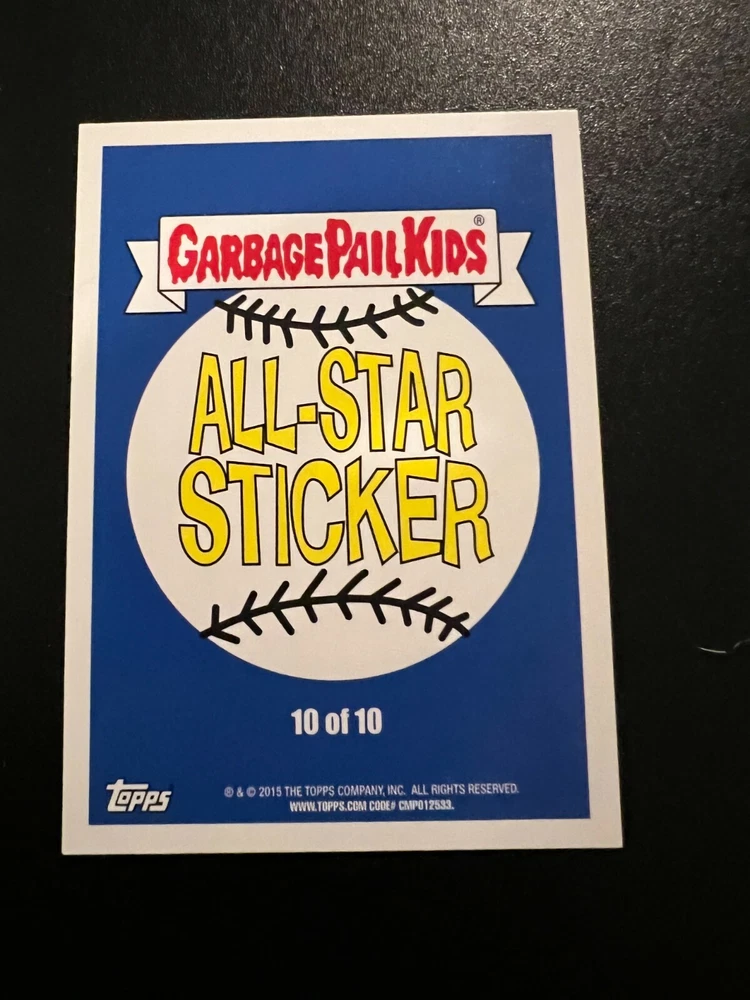 GARBAGE PAIL KIDS ®
ALL-STAR
STICKER
10 of 10
topps
® & © 2015 THE TOPPS COMPANY, INC. ALL RIGHTS RESERVED.
WWW.TOPPS.COM CODE# CMP012533.